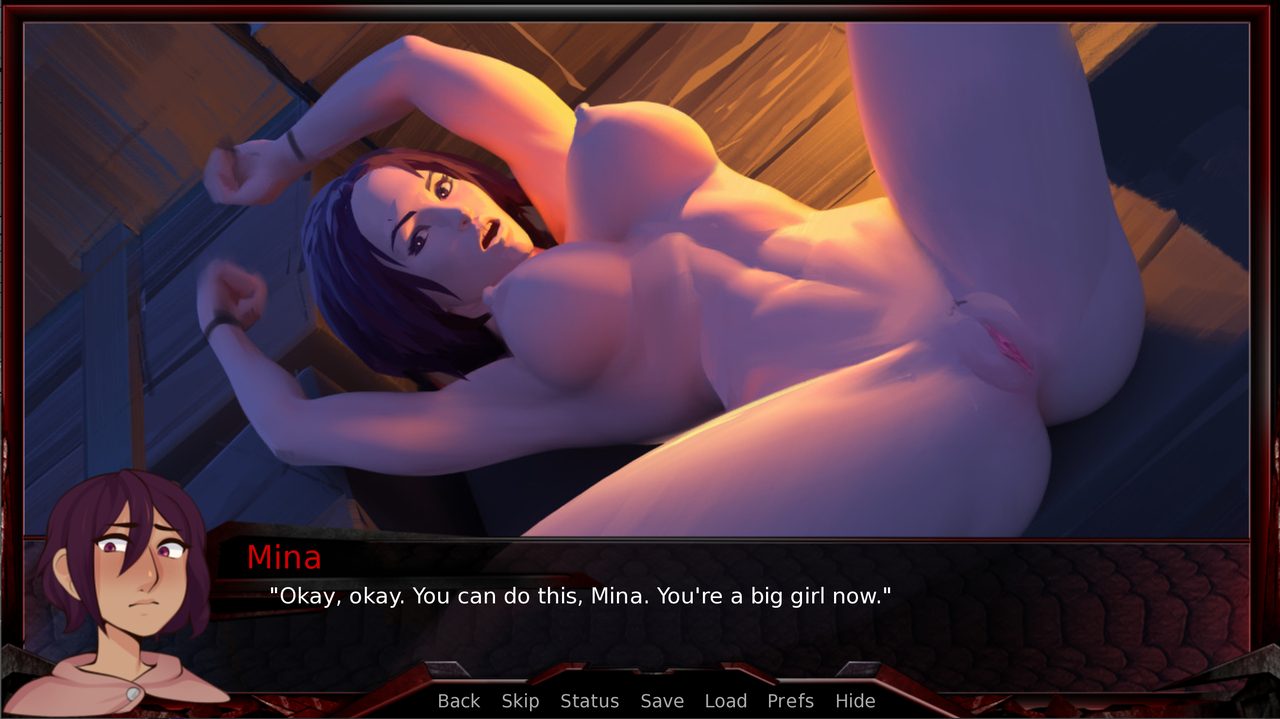 Mina
"Okay, okay. You can do this, Mina. You're a big girl now."
Back Skip Status Save Load Prefs Hide